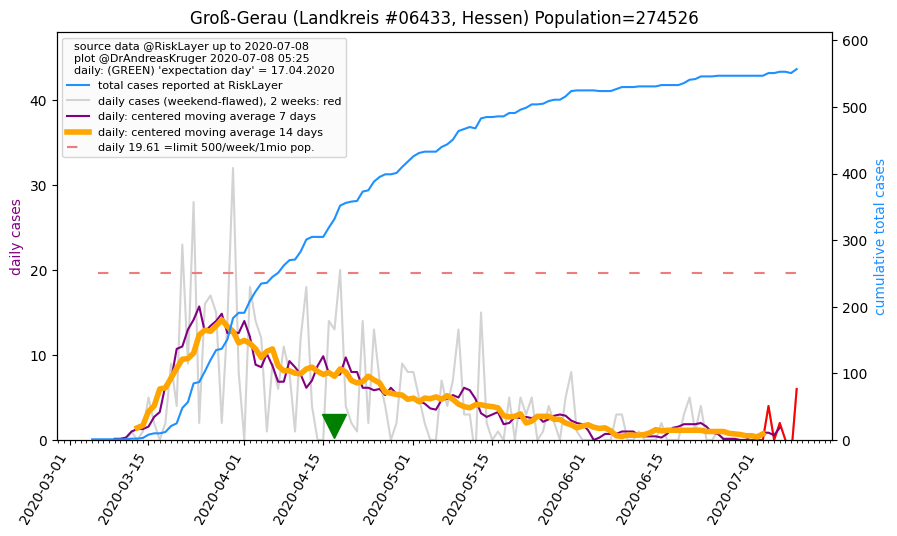 Groß-Gerau (Landkreis #06433, Hessen) Population=274526
source data @RiskLayer up to 2020-07-08
plot @DrAndreasKruger 2020-07-08 05:25
daily: (GREEN) 'expectation day' = 17.04.2020
total cases reported at RiskLayer
daily cases (weekend-flawed), 2 weeks: red
daily: centered moving average 7 days
daily: centered moving average 14 days
daily 19.61 =limit 500/week/1mio pop.
daily cases
0
10
20
30
40
cumulative total cases
0
100
200
300
400
500
600
2020-03-01
2020-03-15
2020-04-01
2020-04-15
2020-05-01
2020-05-15
2020-06-01
2020-06-15
2020-07-01